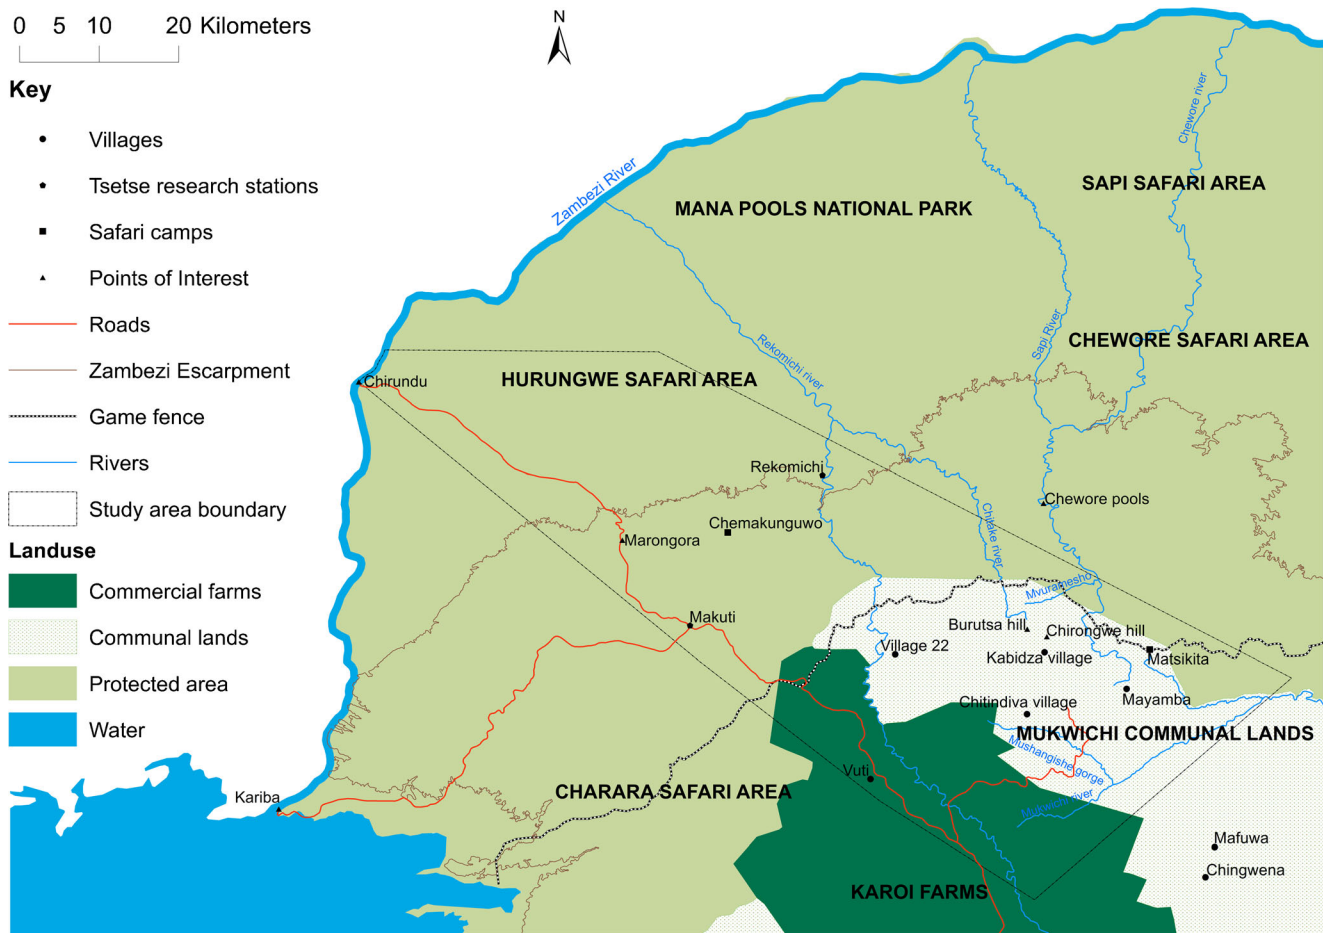 0 5 10 20 Kilometers
N
Key
Villages
Tsetse research stations
Safari camps
Points of Interest
Roads
Zambezi Escarpment
Game fence
Rivers
Study area boundary
Landuse
Commercial farms
Communal lands
Protected area
Water
Zambezi River
Chewore river
SAPI SAFARI AREA
MANA POOLS NATIONAL PARK
Rekomichi river
Sapi River
CHEWORE SAFARI AREA
Chirundu
HURUNGWE SAFARI AREA
Rekomichi
Chewore pools
Chemakunguwo
Marongora
Chitake river
Mvuramesho
Makuti
Burutsa hill
Chirongwe hill
Village 22
Kabidza village
Matsikita
Mayamba
Chitindiva village
MUKWICHI COMMUNAL LANDS
Mushangishe gorge
Vuti
Kariba
CHARARA SAFARI AREA
Mukwichi river
Mafuwa
Chingwena
KAROI FARMS